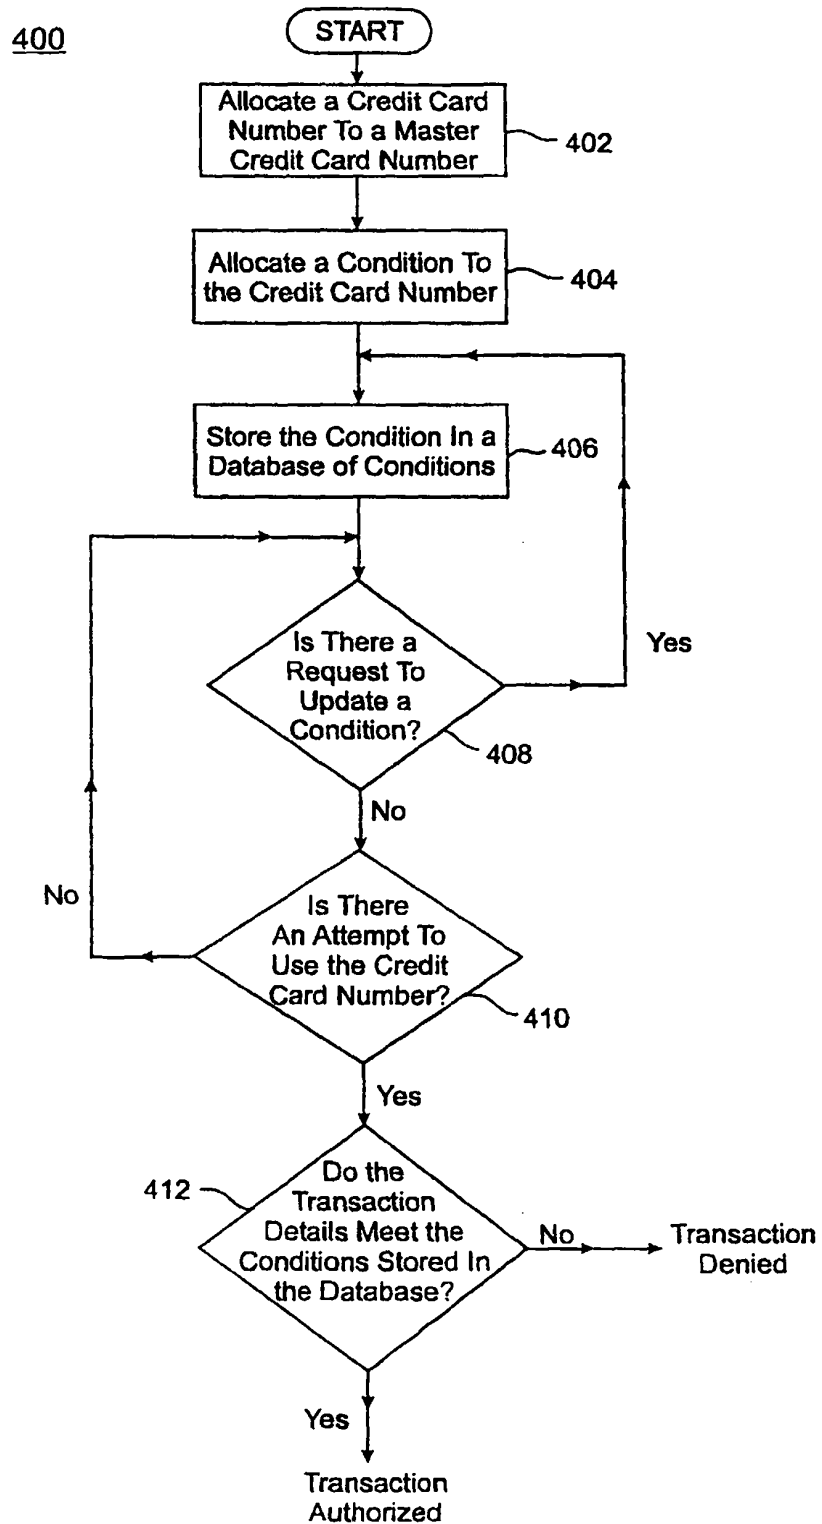 400
START
Allocate a Credit Card
Number To a Master
Credit Card Number
402
Allocate a Condition To
the Credit Card Number
404
Store the Condition In a
Database of Conditions
406
Is There a
Request To
Update a
Condition?
408
Yes
No
Is There
An Attempt To
Use the Credit
Card Number?
410
No
Yes
412
Do the
Transaction
Details Meet the
Conditions Stored In
the Database?
No
Transaction
Denied
Yes
Transaction
Authorized